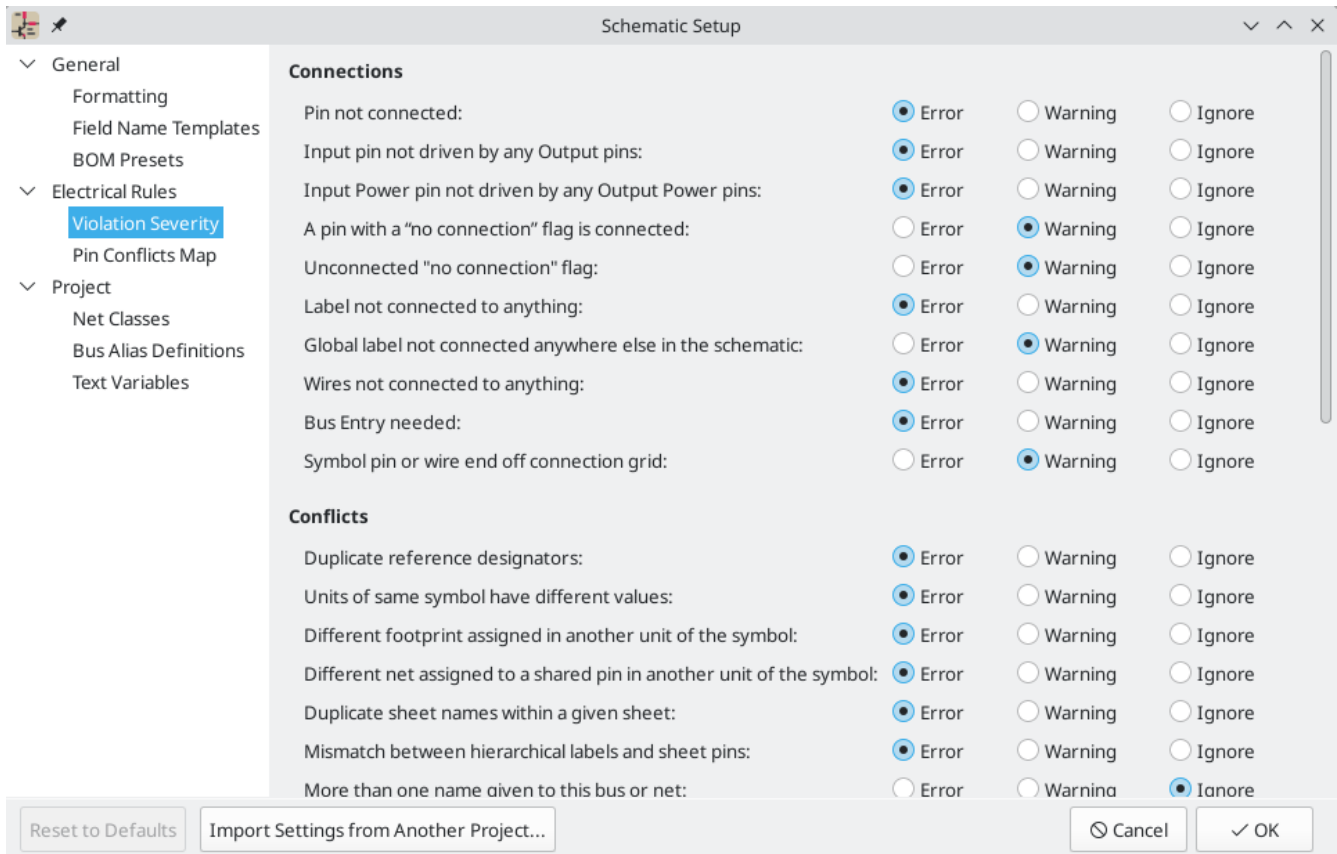 Schematic Setup
General
Formatting
Field Name Templates
BOM Presets
Electrical Rules
Violation Severity
Pin Conflicts Map
Project
Net Classes
Bus Alias Definitions
Text Variables
Connections
Pin not connected: Error Warning Ignore
Input pin not driven by any Output pins: Error Warning Ignore
Input Power pin not driven by any Output Power pins: Error Warning Ignore
A pin with a “no connection” flag is connected: Error Warning Ignore
Unconnected "no connection" flag: Error Warning Ignore
Label not connected to anything: Error Warning Ignore
Global label not connected anywhere else in the schematic: Error Warning Ignore
Wires not connected to anything: Error Warning Ignore
Bus Entry needed: Error Warning Ignore
Symbol pin or wire end off connection grid: Error Warning Ignore
Conflicts
Duplicate reference designators: Error Warning Ignore
Units of same symbol have different values: Error Warning Ignore
Different footprint assigned in another unit of the symbol: Error Warning Ignore
Different net assigned to a shared pin in another unit of the symbol: Error Warning Ignore
Duplicate sheet names within a given sheet: Error Warning Ignore
Mismatch between hierarchical labels and sheet pins: Error Warning Ignore
More than one name given to this bus or net: Error Warning Ignore
Reset to Defaults Import Settings from Another Project... Cancel OK